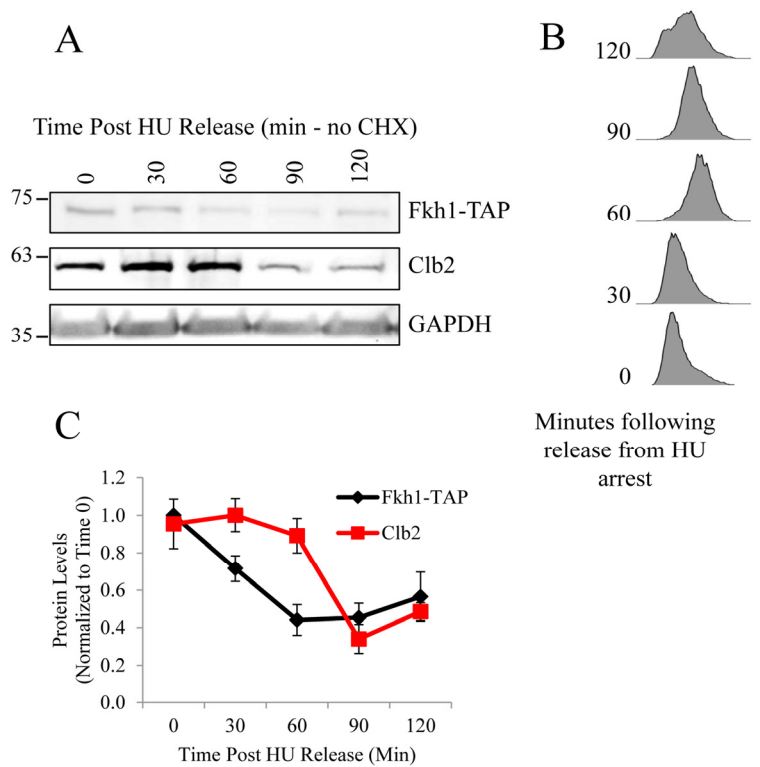 A
Time Post HU Release (min - no CHX)
0 30 60 90 120
75
Fkh1-TAP
63
Clb2
35
GAPDH
B
120
90
60
30
0
Minutes following
release from HU
arrest
C
Protein Levels
(Normalized to Time 0)
1.2
1.0
0.8
0.6
0.4
0.2
0.0
Fkh1-TAP
Clb2
0 30 60 90 120
Time Post HU Release (Min)